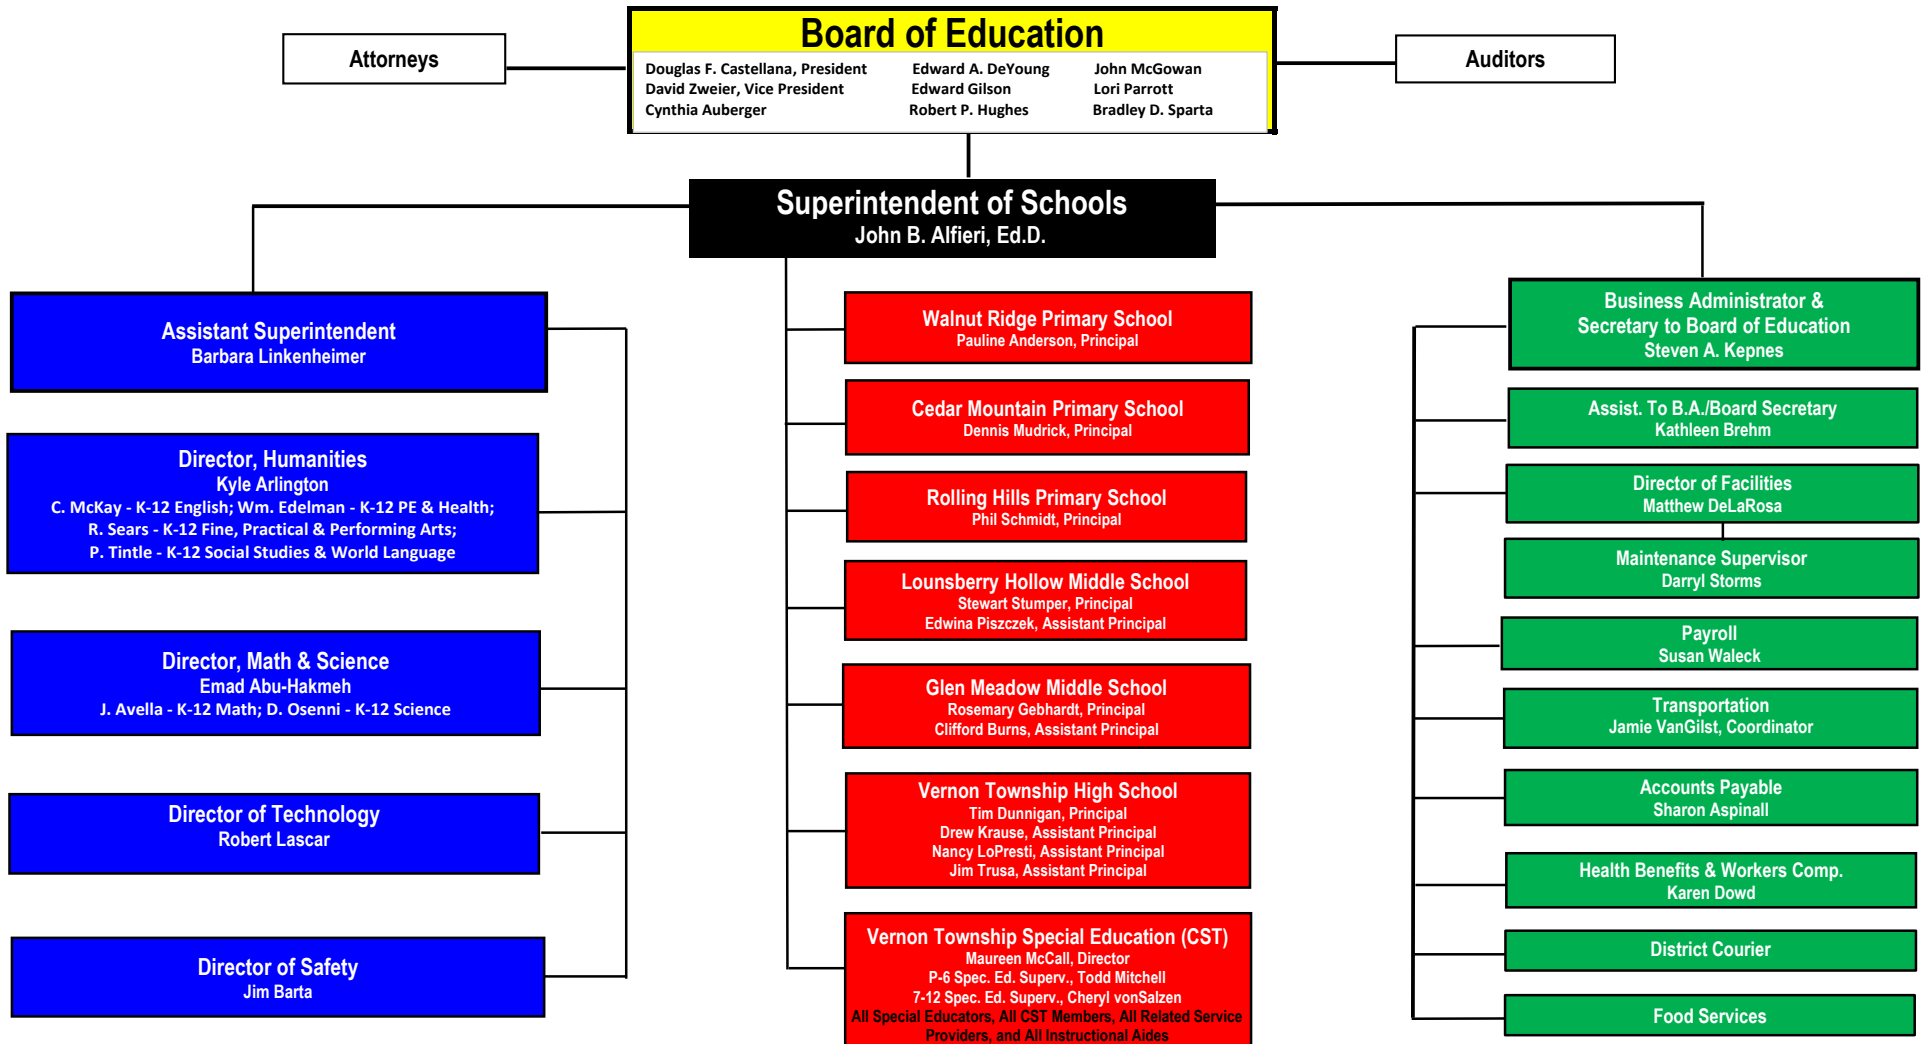 Board of Education
Attorneys
Auditors
Douglas F. Castellana, President Edward A. DeYoung John McGowan
David Zweier, Vice President Edward Gilson Lori Parrott
Cynthia Auberger Robert P. Hughes Bradley D. Sparta
Superintendent of Schools
John B. Alfieri, Ed.D.
Assistant Superintendent
Barbara Linkenheimer
Director, Humanities
Kyle Arlington
C. McKay - K-12 English; Wm. Edelman - K-12 PE & Health;
R. Sears - K-12 Fine, Practical & Performing Arts;
P. Tintle - K-12 Social Studies & World Language
Director, Math & Science
Emad Abu-Hakmeh
J. Avella - K-12 Math; D. Osenni - K-12 Science
Director of Technology
Robert Lascar
Director of Safety
Jim Barta
Walnut Ridge Primary School
Pauline Anderson, Principal
Cedar Mountain Primary School
Dennis Mudrick, Principal
Rolling Hills Primary School
Phil Schmidt, Principal
Lounsberry Hollow Middle School
Stewart Stumper, Principal
Edwina Piszczek, Assistant Principal
Glen Meadow Middle School
Rosemary Gebhardt, Principal
Clifford Burns, Assistant Principal
Vernon Township High School
Tim Dunnigan, Principal
Drew Krause, Assistant Principal
Nancy LoPresti, Assistant Principal
Jim Trusa, Assistant Principal
Vernon Township Special Education (CST)
Maureen McCall, Director
P-6 Spec. Ed. Superv., Todd Mitchell
7-12 Spec. Ed. Superv., Cheryl vonSalzen
All Special Educators, All CST Members, All Related Service
Providers, and All Instructional Aides
Business Administrator &
Secretary to Board of Education
Steven A. Kepnes
Assist. To B.A./Board Secretary
Kathleen Brehm
Director of Facilities
Matthew DeLaRosa
Maintenance Supervisor
Darryl Storms
Payroll
Susan Waleck
Transportation
Jamie VanGilst, Coordinator
Accounts Payable
Sharon Aspinall
Health Benefits & Workers Comp.
Karen Dowd
District Courier
Food Services